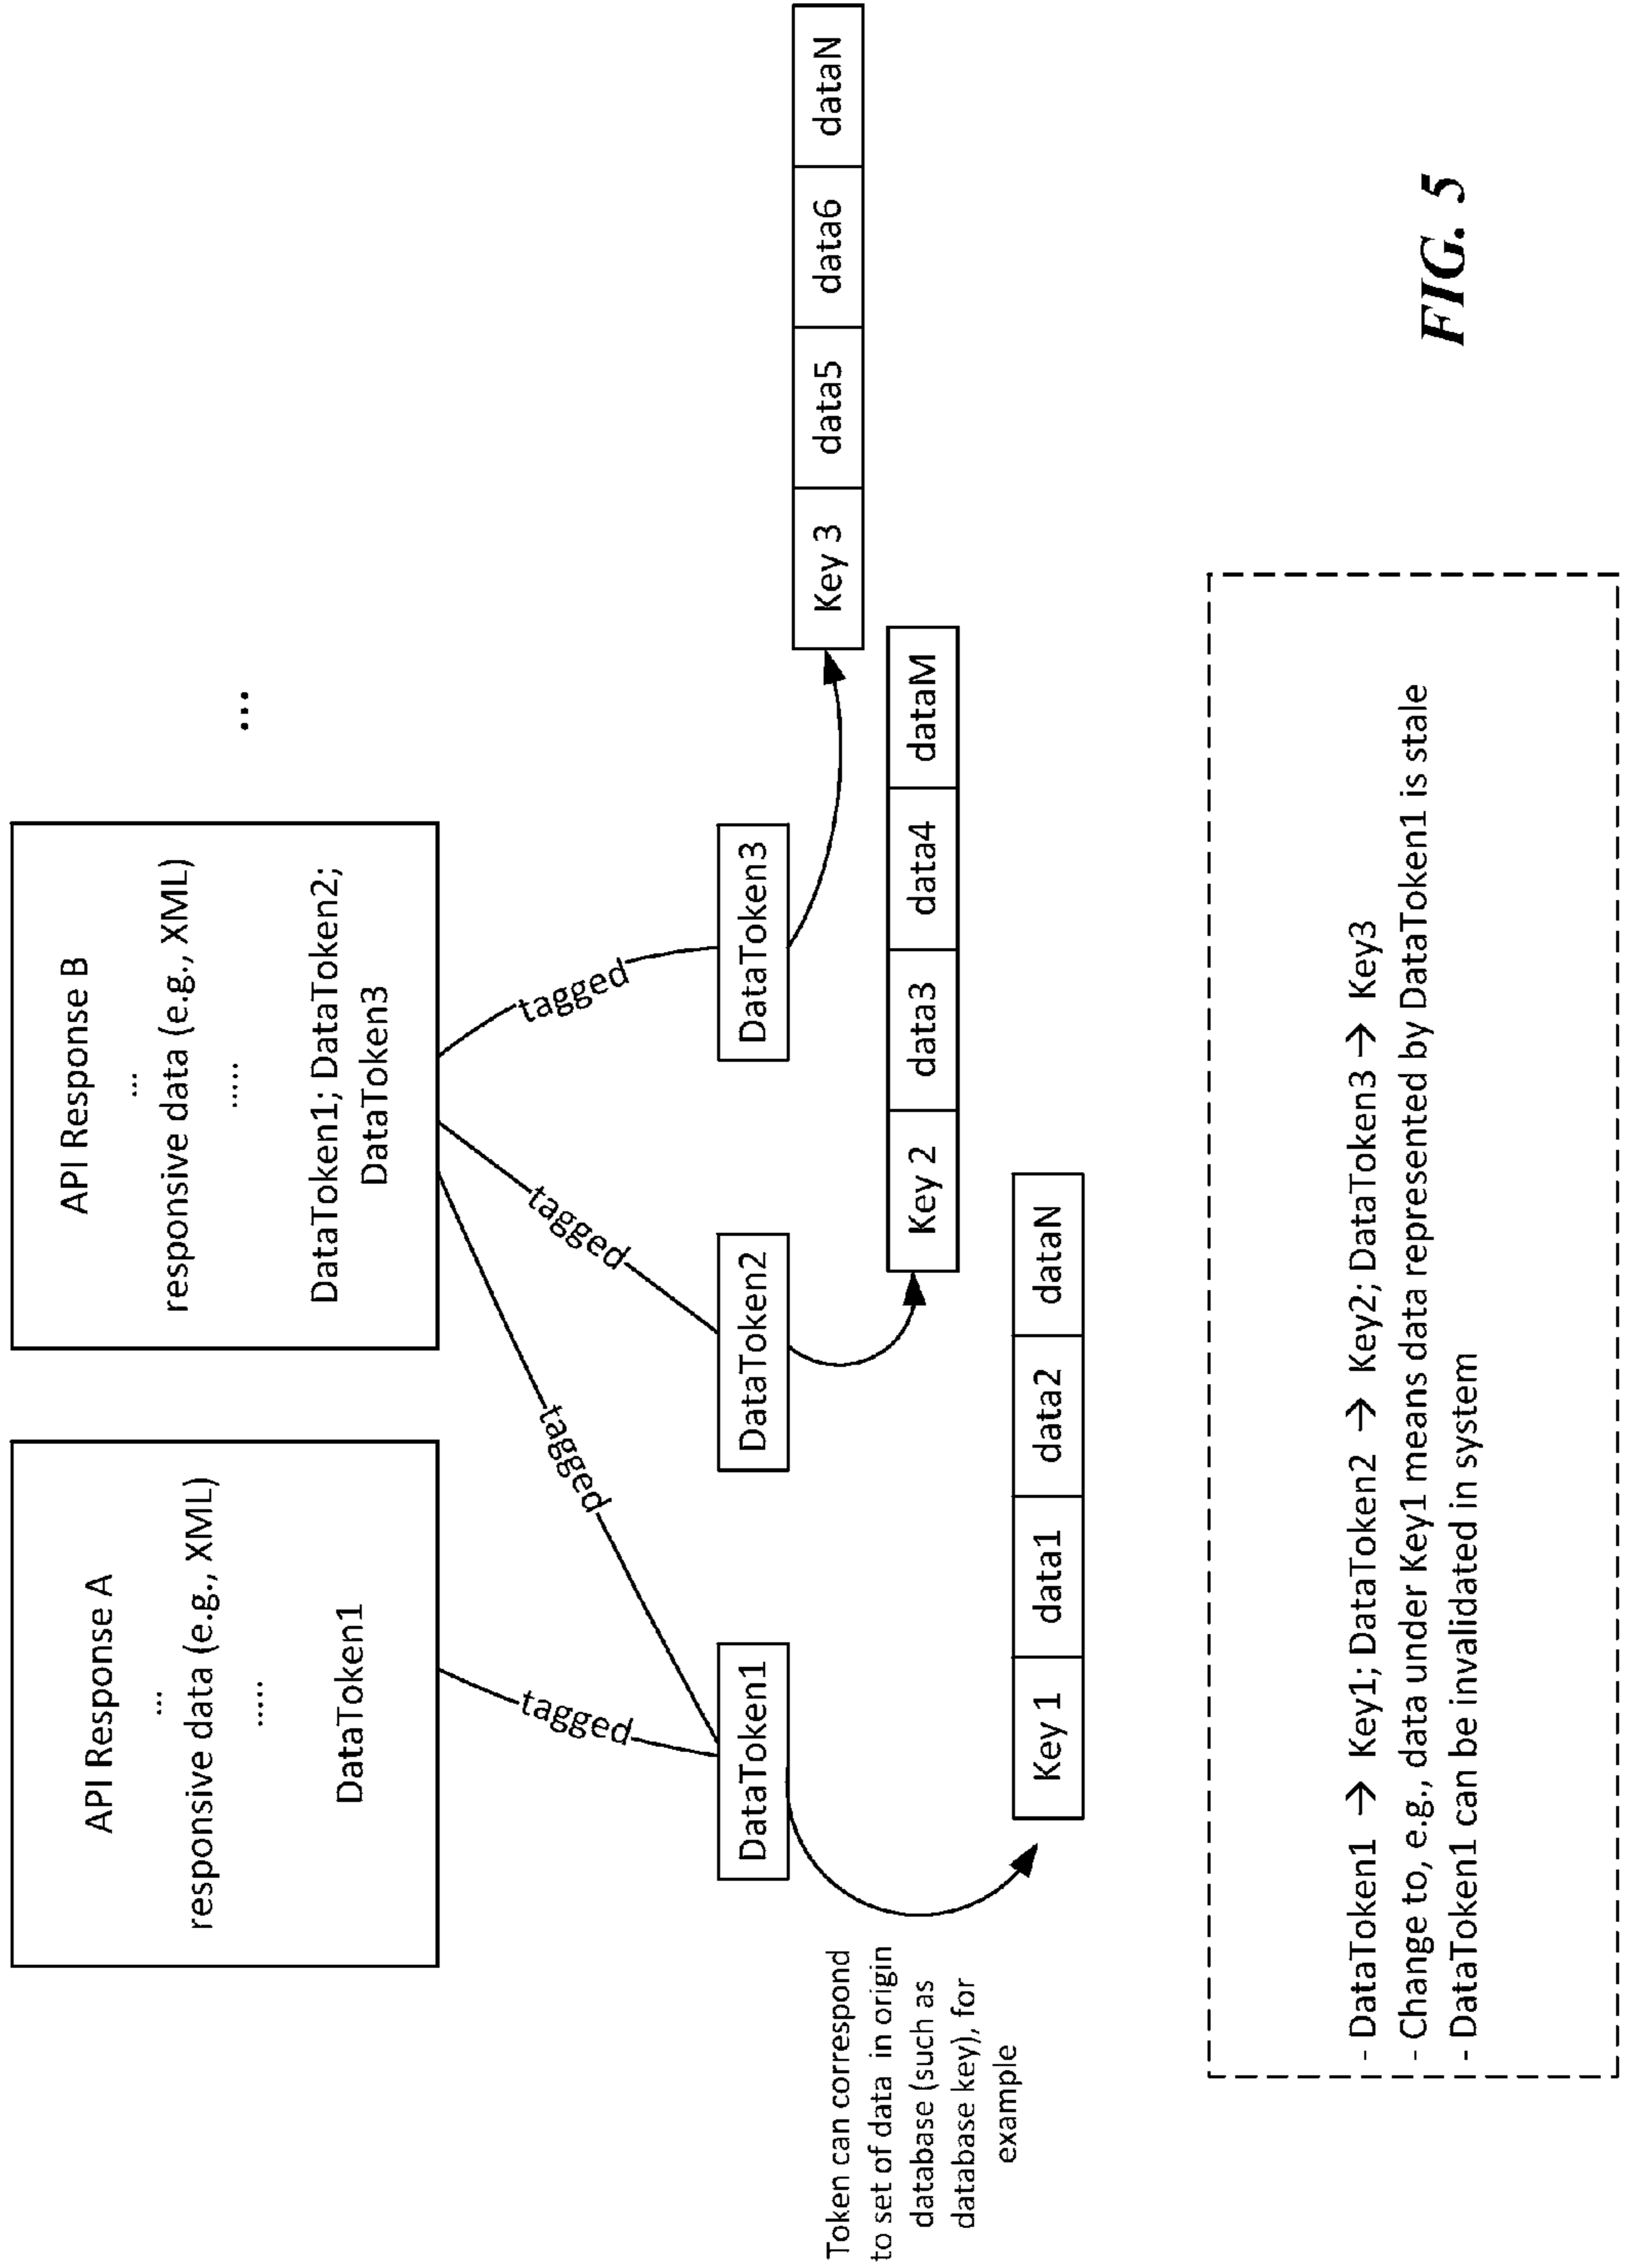 API Response A
...
responsive data (e.g., XML)
.....
DataToken1
API Response B
...
responsive data (e.g., XML)
.....
DataToken1; DataToken2;
DataToken3
...
tagged
tagged
tagged
tagged
DataToken1
DataToken2
DataToken3
Key 3 data5 data6 dataN
Key 2 data3 data4 dataM
Key 1 data1 data2 dataN
Token can correspond
to set of data in origin
database (such as
database key), for
example
- DataToken1 → Key1; DataToken2 → Key2; DataToken3 → Key3
- Change to, e.g., data under Key1 means data represented by DataToken1 is stale
- DataToken1 can be invalidated in system
FIG. 5